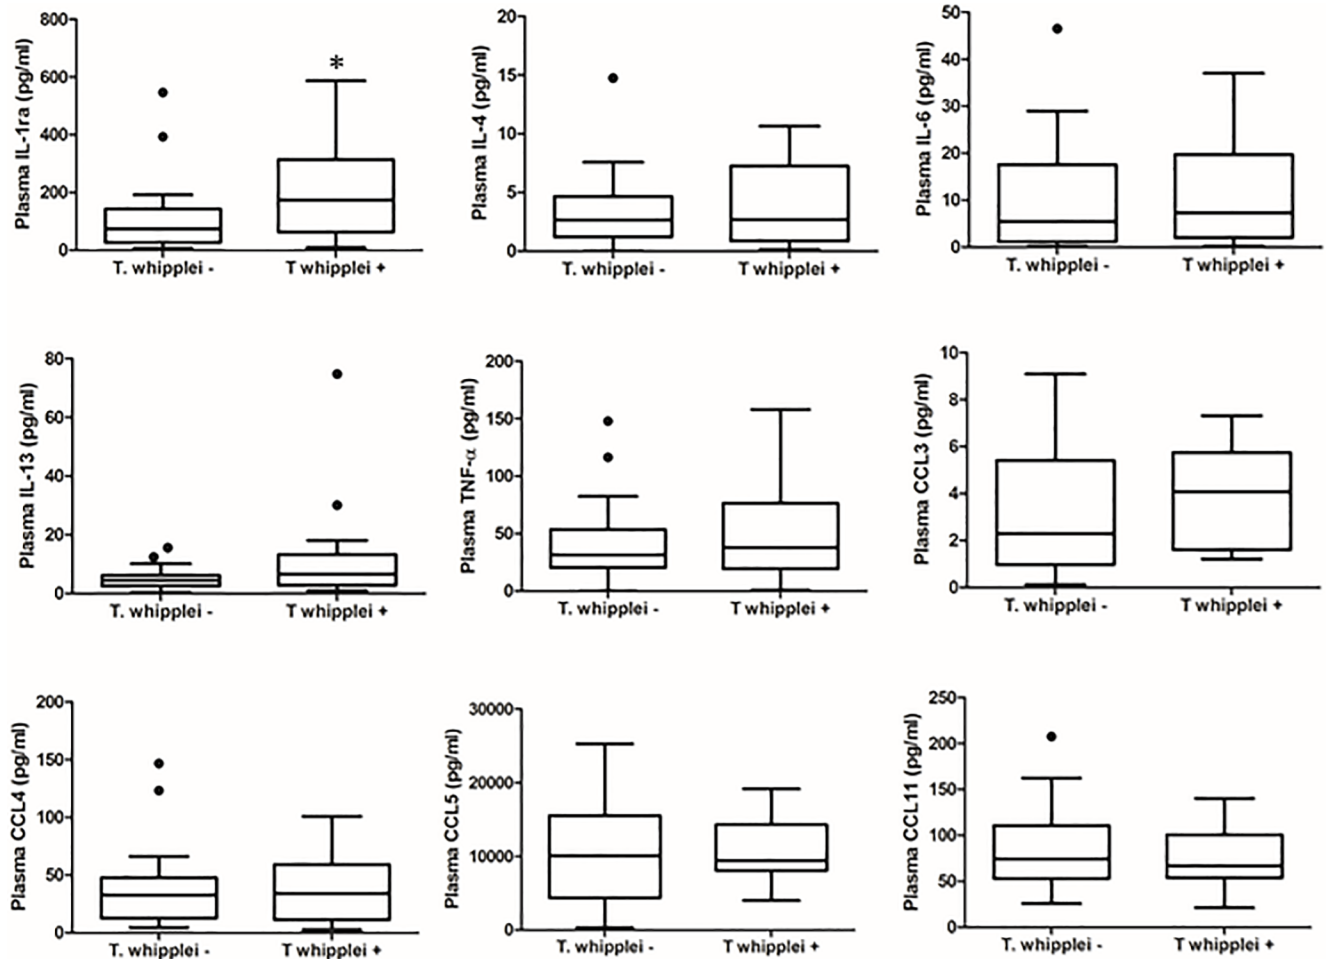 Plasma IL-1ra (pg/ml)
800
600
400
200
0
*
T. whipplei -
T whipplei +
Plasma IL-4 (pg/ml)
20
15
10
5
0
T. whipplei -
T whipplei +
Plasma IL-6 (pg/ml)
50
40
30
20
10
0
T. whipplei -
T whipplei +
Plasma IL-13 (pg/ml)
80
60
40
20
0
T. whipplei -
T whipplei +
Plasma TNF-α (pg/ml)
200
150
100
50
0
T. whipplei -
T whipplei +
Plasma CCL3 (pg/ml)
10
8
6
4
2
0
T. whipplei -
T whipplei +
Plasma CCL4 (pg/ml)
200
150
100
50
0
T. whipplei -
T whipplei +
Plasma CCL5 (pg/ml)
30000
20000
10000
0
T. whipplei -
T whipplei +
Plasma CCL11 (pg/ml)
250
200
150
100
50
0
T. whipplei -
T whipplei +